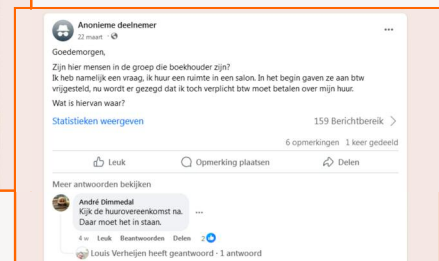 Anonieme deelnemer
22 maart
Goedemorgen,
Zijn hier mensen in de groep die boekhouder zijn?
Ik heb namelijk een vraag, ik huur een ruimte in een salon. In het begin gaven ze aan btw
vrijgesteld, nu wordt er gezegd dat ik toch verplicht btw moet betalen over mijn huur.
Wat is hiervan waar?
Statistieken weergeven
159 Berichtbereik
6 opmerkingen 1 keer gedeeld
Leuk Opmerking plaatsen Delen
Meer antwoorden bekijken
André Dimmedal
Kijk de huurovereenkomst na.
Daar moet het in staan.
4 w Leuk Beantwoorden Delen 2
Louis Verheijen heeft geantwoord · 1 antwoord